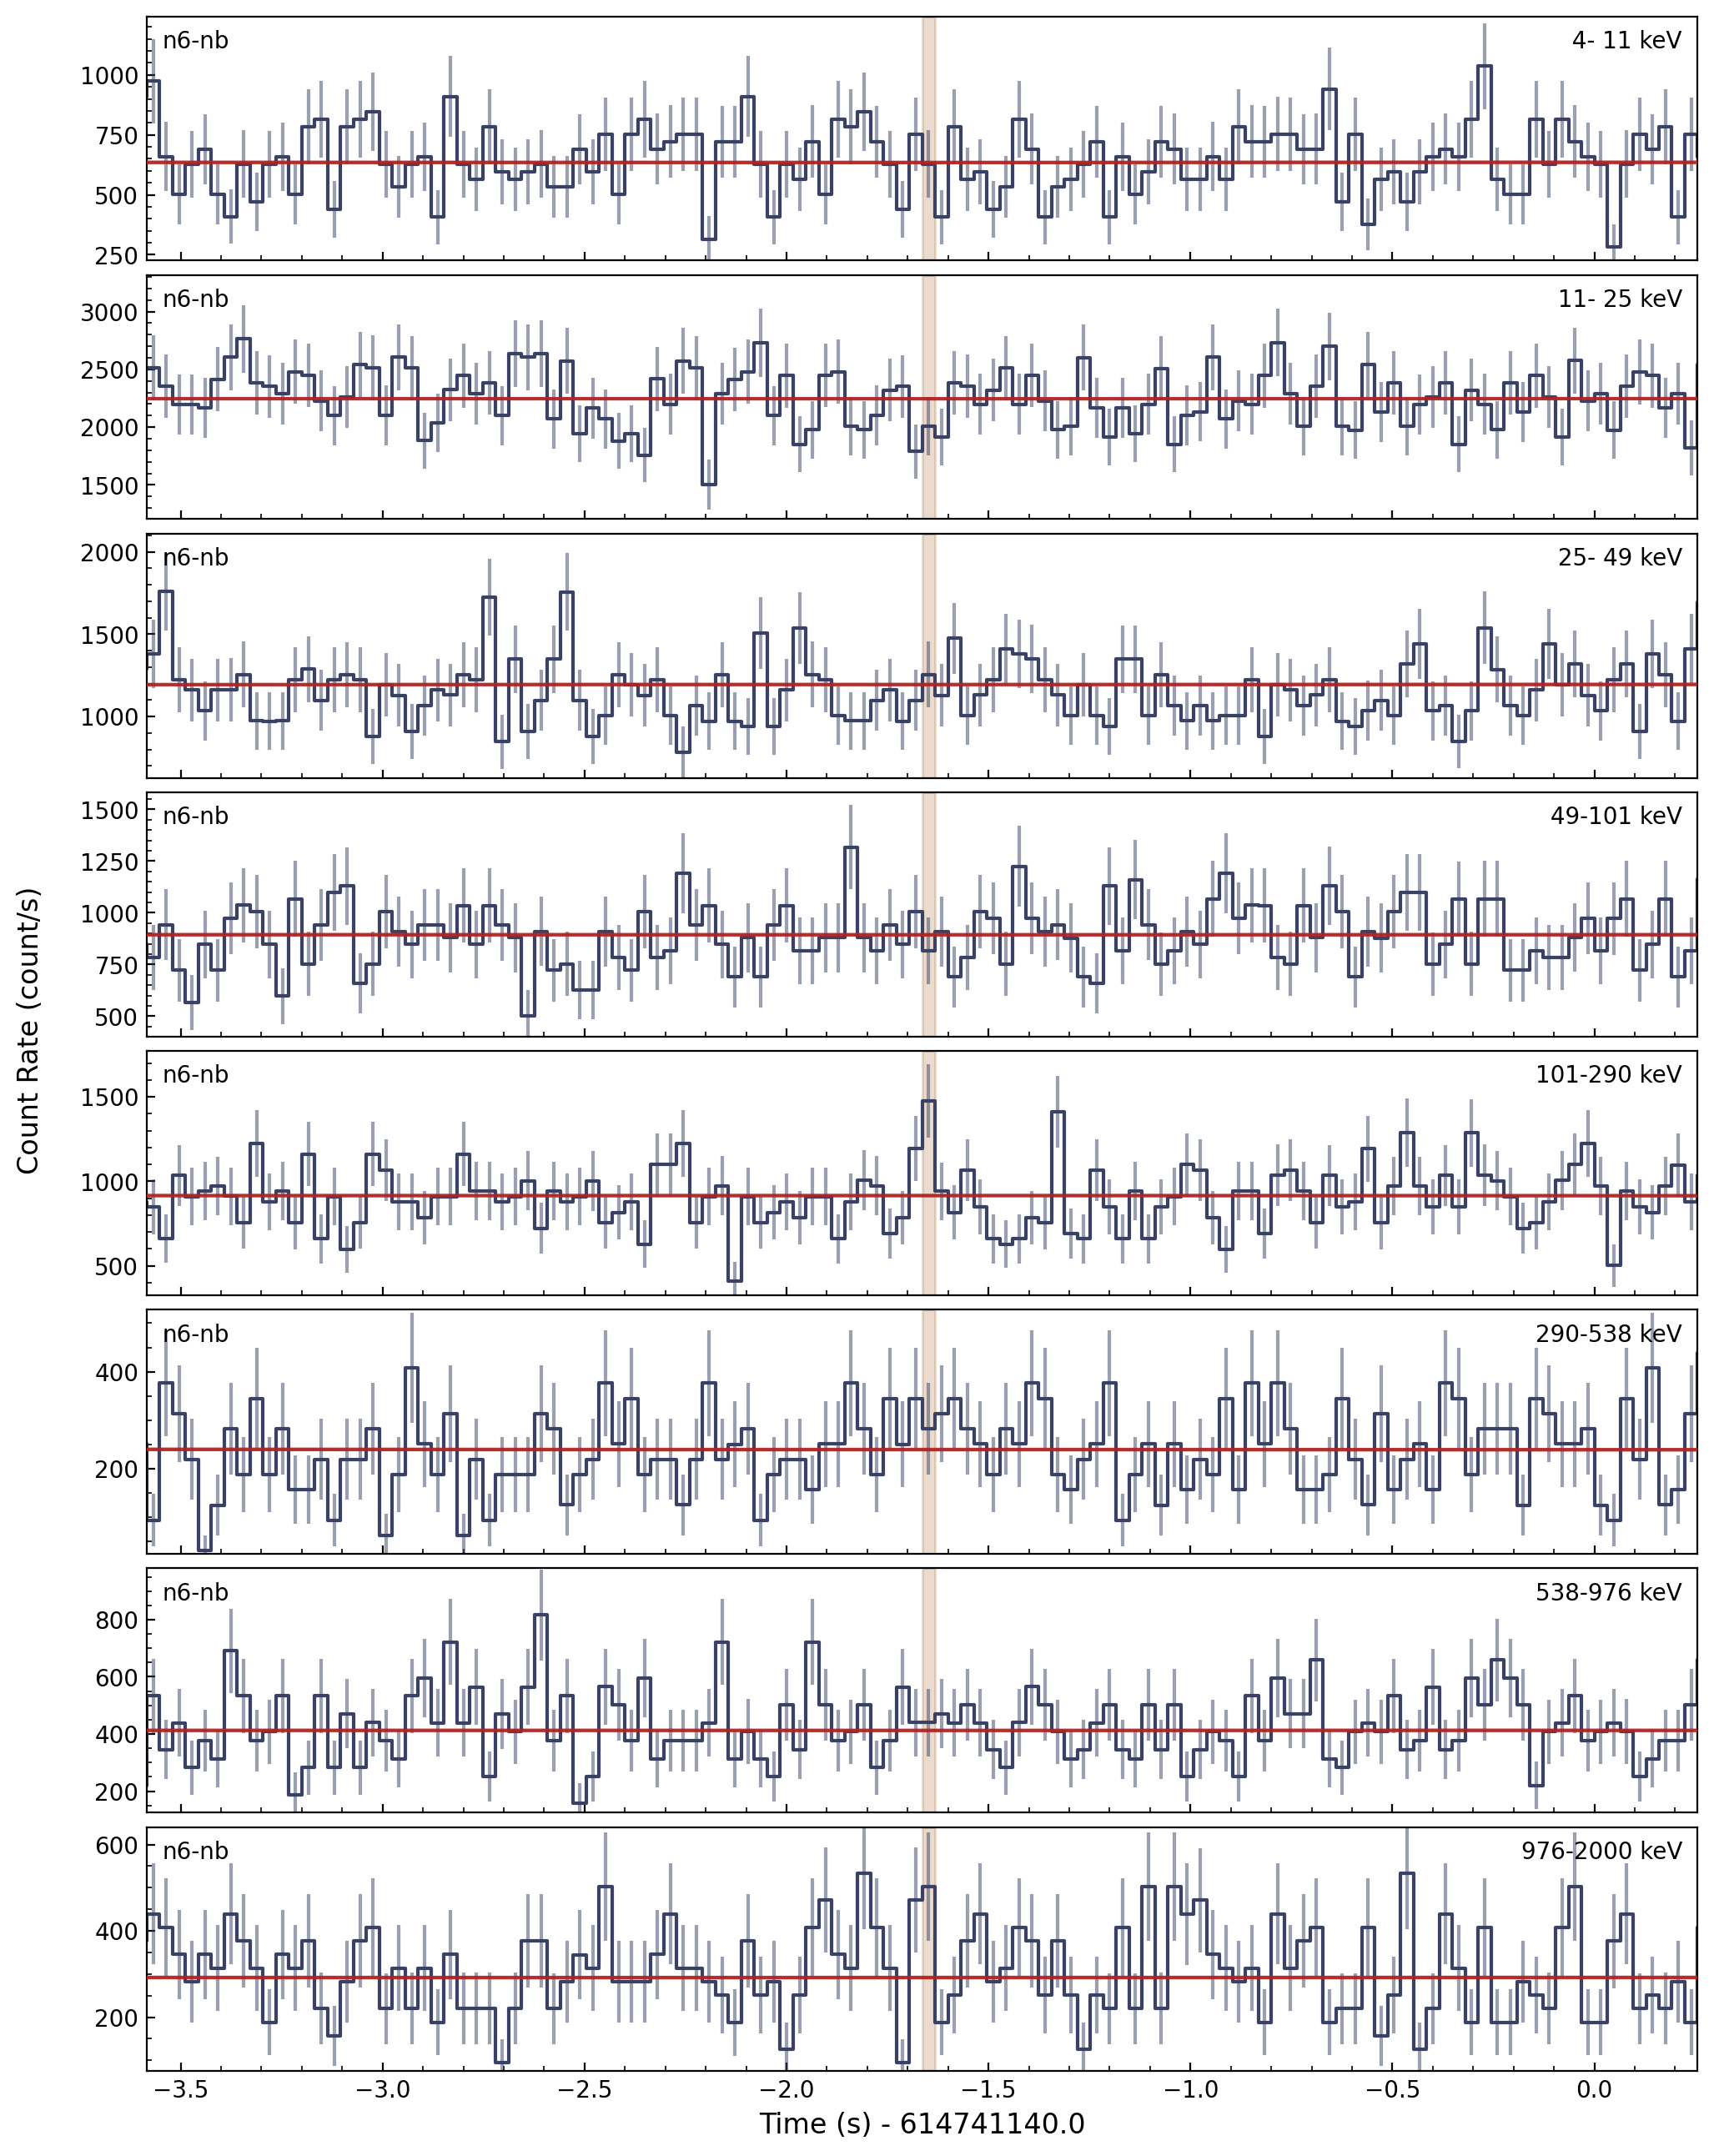 n6-nb 4- 11 keV
1000
750
500
250
n6-nb 11- 25 keV
3000
2500
2000
1500
n6-nb 25- 49 keV
2000
1500
1000
n6-nb 49-101 keV
1500
1250
1000
750
500
n6-nb 101-290 keV
1500
1000
500
n6-nb 290-538 keV
400
200
n6-nb 538-976 keV
800
600
400
200
n6-nb 976-2000 keV
600
400
200
−3.5 −3.0 −2.5 −2.0 −1.5 −1.0 −0.5 0.0
Time (s) - 614741140.0
Count Rate (count/s)